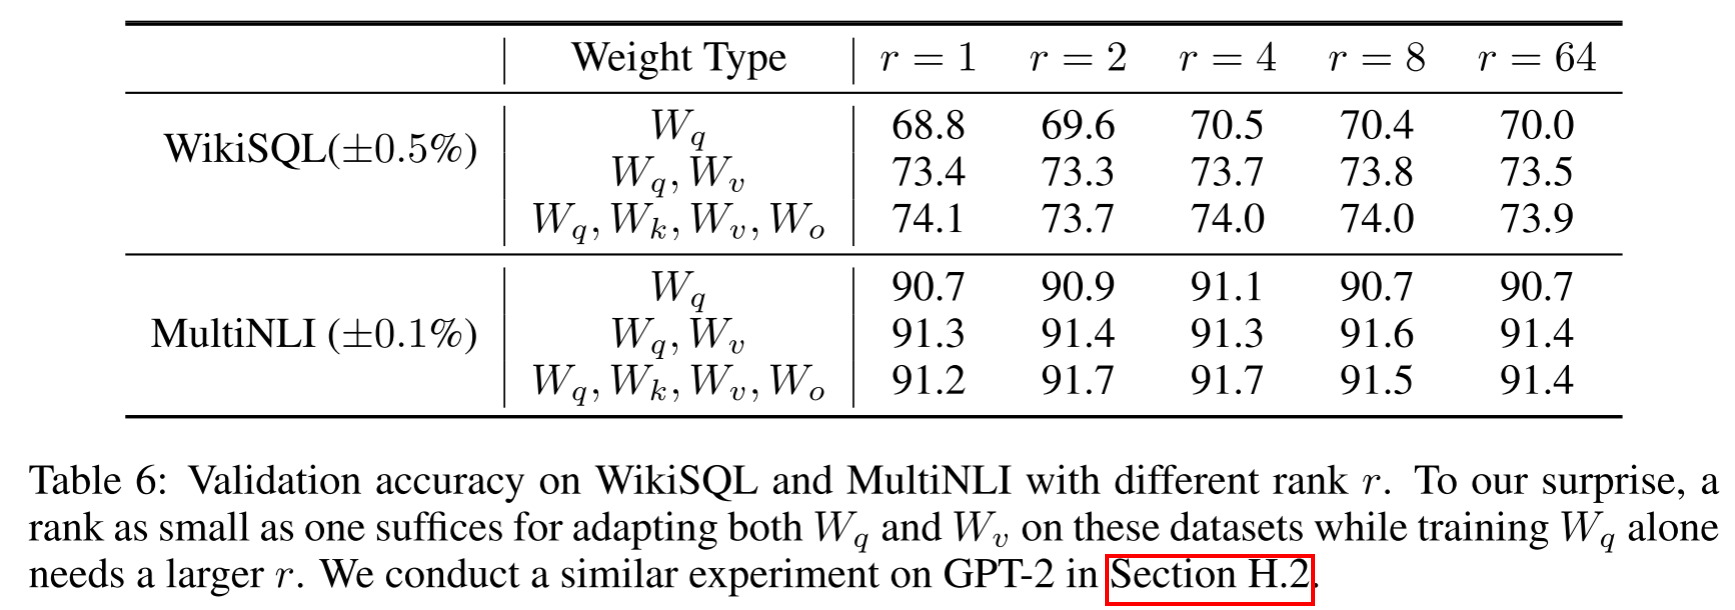 Weight Type r = 1 r = 2 r = 4 r = 8 r = 64
WikiSQL(±0.5%) W_q 68.8 69.6 70.5 70.4 70.0
W_q, W_v 73.4 73.3 73.7 73.8 73.5
W_q, W_k, W_v, W_o 74.1 73.7 74.0 74.0 73.9
MultiNLI (±0.1%) W_q 90.7 90.9 91.1 90.7 90.7
W_q, W_v 91.3 91.4 91.3 91.6 91.4
W_q, W_k, W_v, W_o 91.2 91.7 91.7 91.5 91.4
Table 6: Validation accuracy on WikiSQL and MultiNLI with different rank r. To our surprise, a
rank as small as one suffices for adapting both W_q and W_v on these datasets while training W_q alone
needs a larger r. We conduct a similar experiment on GPT-2 in Section H.2.